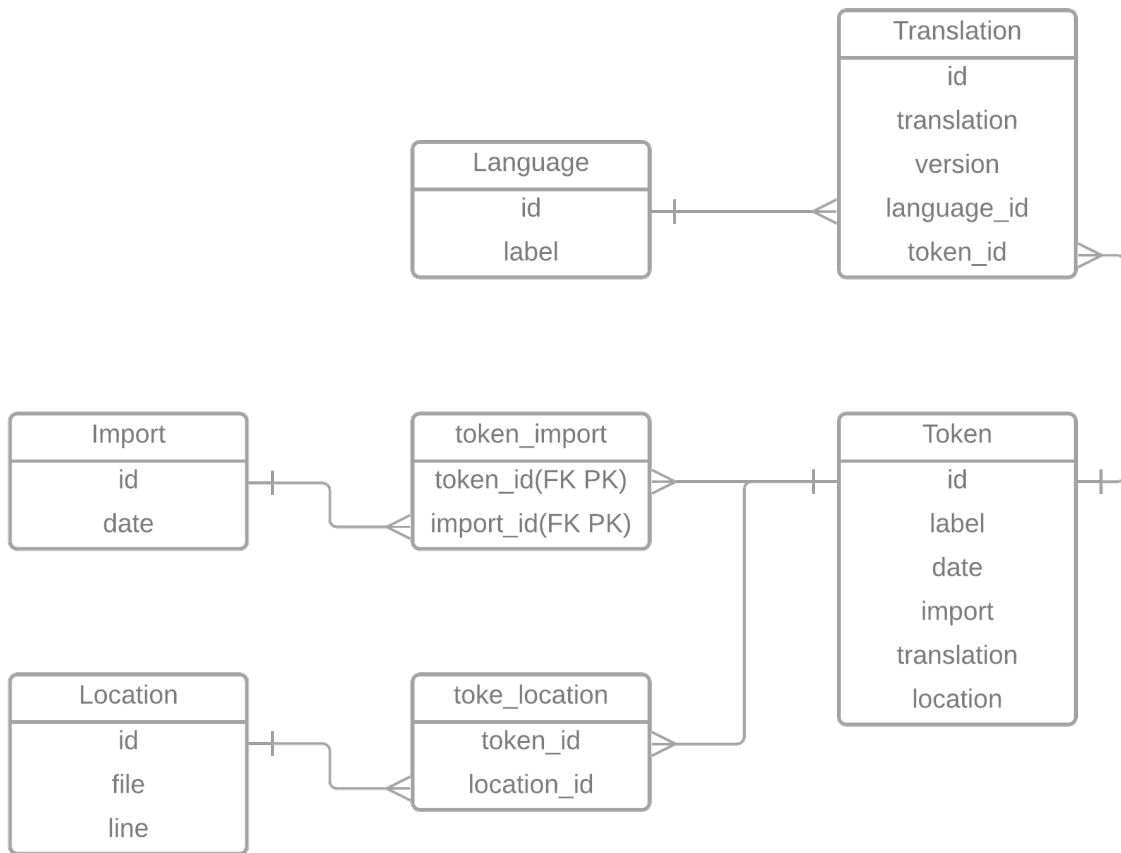 Translation
id
translation
version
language_id
token_id
Language
id
label
Import
id
date
token_import
token_id(FK PK)
import_id(FK PK)
Token
id
label
date
import
translation
location
Location
id
file
line
toke_location
token_id
location_id